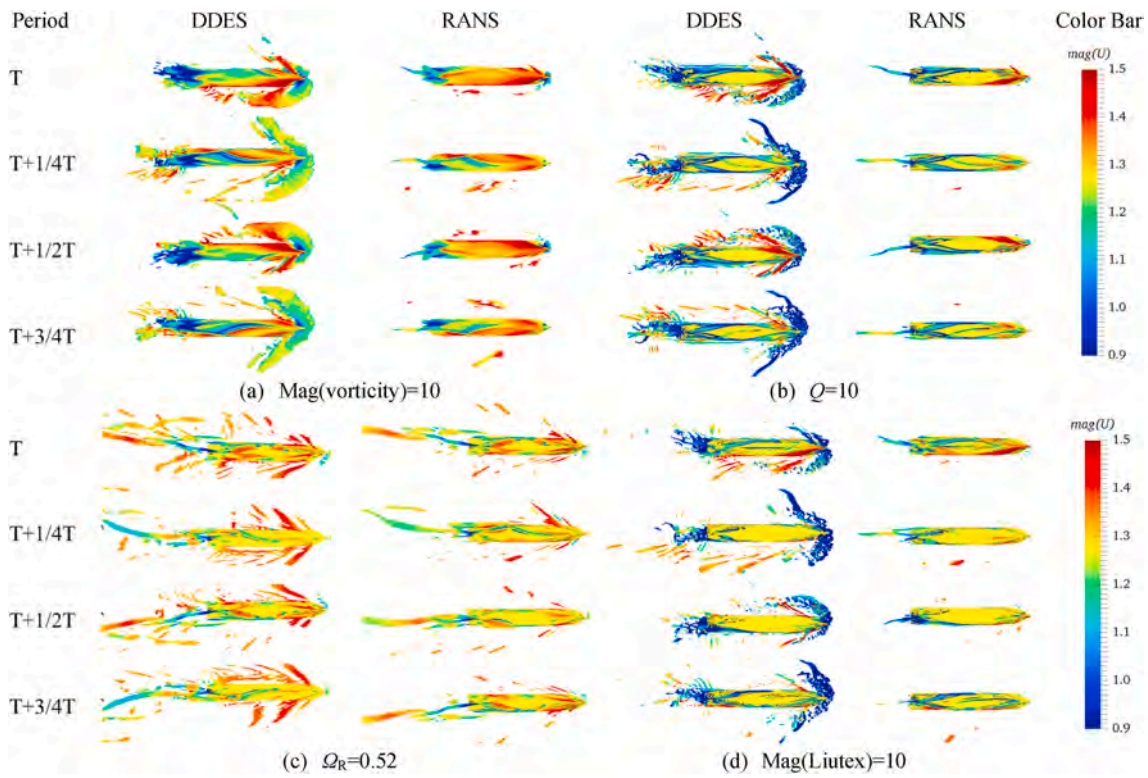 Period DDES RANS DDES RANS Color Bar
mag(U)
T
1.5
1.4
T+1/4T
1.3
1.2
T+1/2T
1.1
1.0
T+3/4T
0.9
(a) Mag(vorticity)=10 (b) Q=10
mag(U)
T
1.5
1.4
T+1/4T
1.3
1.2
T+1/2T
1.1
1.0
T+3/4T
0.9
(c) Ω_R=0.52 (d) Mag(Liutex)=10